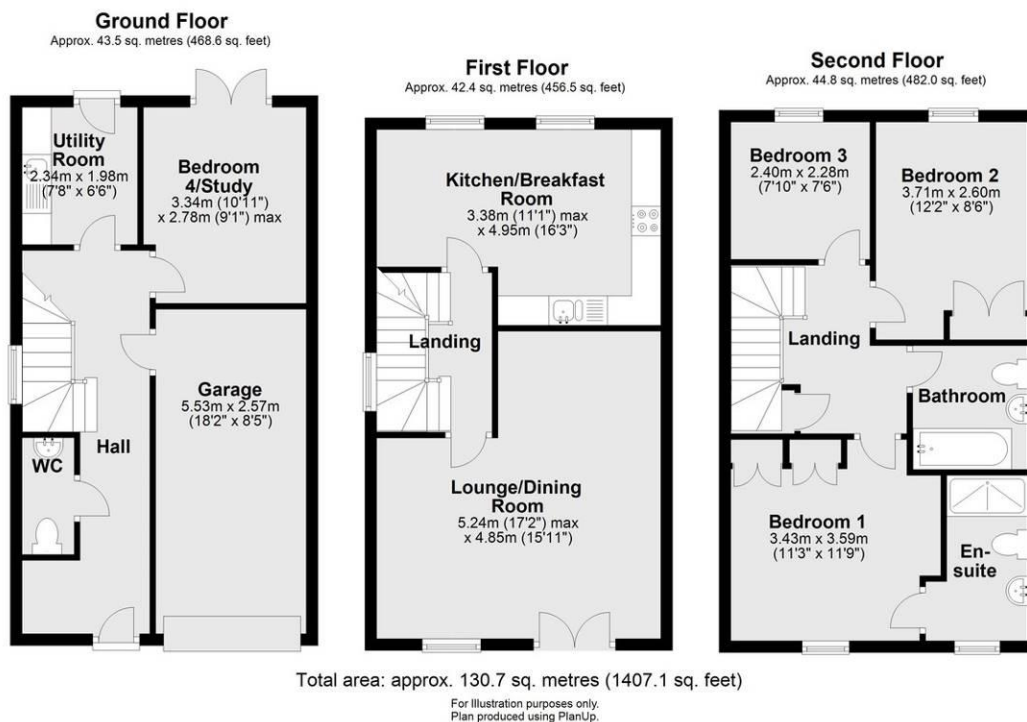 Ground Floor
Approx. 43.5 sq. metres (468.6 sq. feet)
Utility
Room
2.34m x 1.98m
(7'8" x 6'6")
Bedroom
4/Study
3.34m (10'11")
x 2.78m (9'1") max
Garage
5.53m x 2.57m
(18'2" x 8'5")
Hall
WC
First Floor
Approx. 42.4 sq. metres (456.5 sq. feet)
Kitchen/Breakfast
Room
3.38m (11'1") max
x 4.95m (16'3")
Landing
Lounge/Dining
Room
5.24m (17'2") max
x 4.85m (15'11")
Second Floor
Approx. 44.8 sq. metres (482.0 sq. feet)
Bedroom 3
2.40m x 2.28m
(7'10" x 7'6")
Bedroom 2
3.71m x 2.60m
(12'2" x 8'6")
Landing
Bathroom
Bedroom 1
3.43m x 3.59m
(11'3" x 11'9")
En-
suite
Total area: approx. 130.7 sq. metres (1407.1 sq. feet)
For Illustration purposes only.
Plan produced using PlanUp.